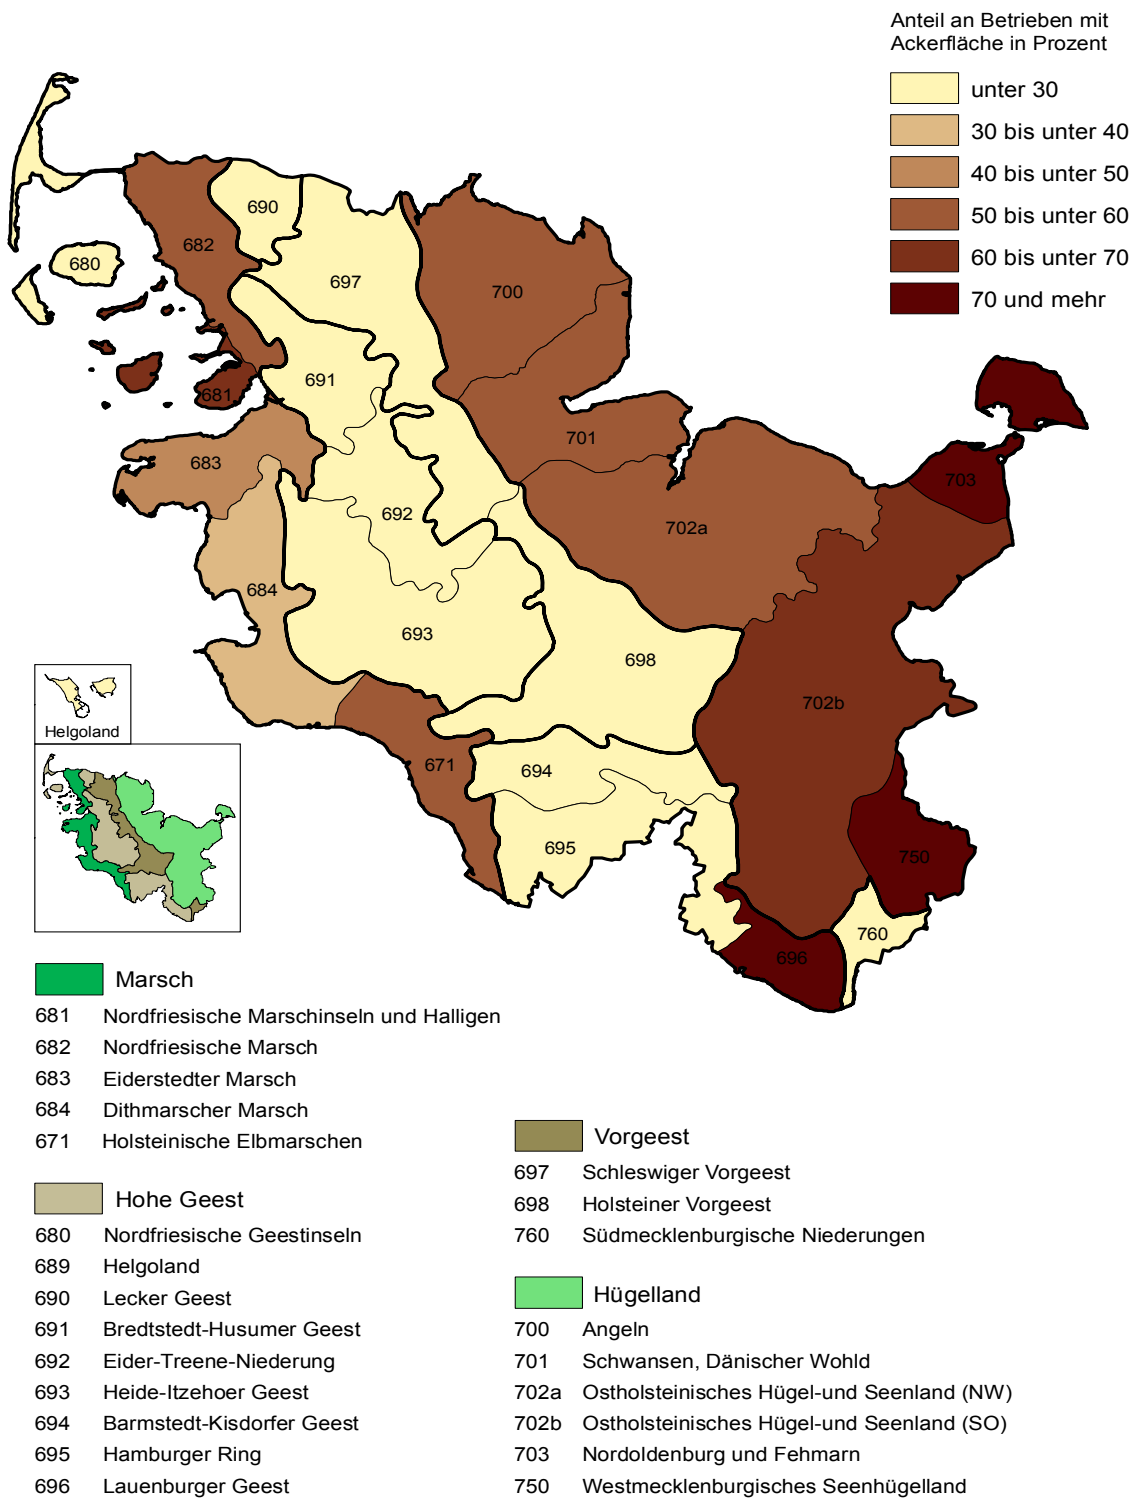 Anteil an Betrieben mit
Ackerfläche in Prozent
unter 30
30 bis unter 40
40 bis unter 50
50 bis unter 60
60 bis unter 70
70 und mehr
690
682
680
697
700
691
681
701
683
703
692
702a
684
693
698
702b
671
694
695
750
760
696
Helgoland
Marsch
681 Nordfriesische Marschinseln und Halligen
682 Nordfriesische Marsch
683 Eiderstedter Marsch
684 Dithmarscher Marsch
671 Holsteinische Elbmarschen
Hohe Geest
680 Nordfriesische Geestinseln
689 Helgoland
690 Lecker Geest
691 Bredtstedt-Husumer Geest
692 Eider-Treene-Niederung
693 Heide-Itzehoer Geest
694 Barmstedt-Kisdorfer Geest
695 Hamburger Ring
696 Lauenburger Geest
Vorgeest
697 Schleswiger Vorgeest
698 Holsteiner Vorgeest
760 Südmecklenburgische Niederungen
Hügelland
700 Angeln
701 Schwansen, Dänischer Wohld
702a Ostholsteinisches Hügel-und Seenland (NW)
702b Ostholsteinisches Hügel-und Seenland (SO)
703 Nordoldenburg und Fehmarn
750 Westmecklenburgisches Seenhügelland